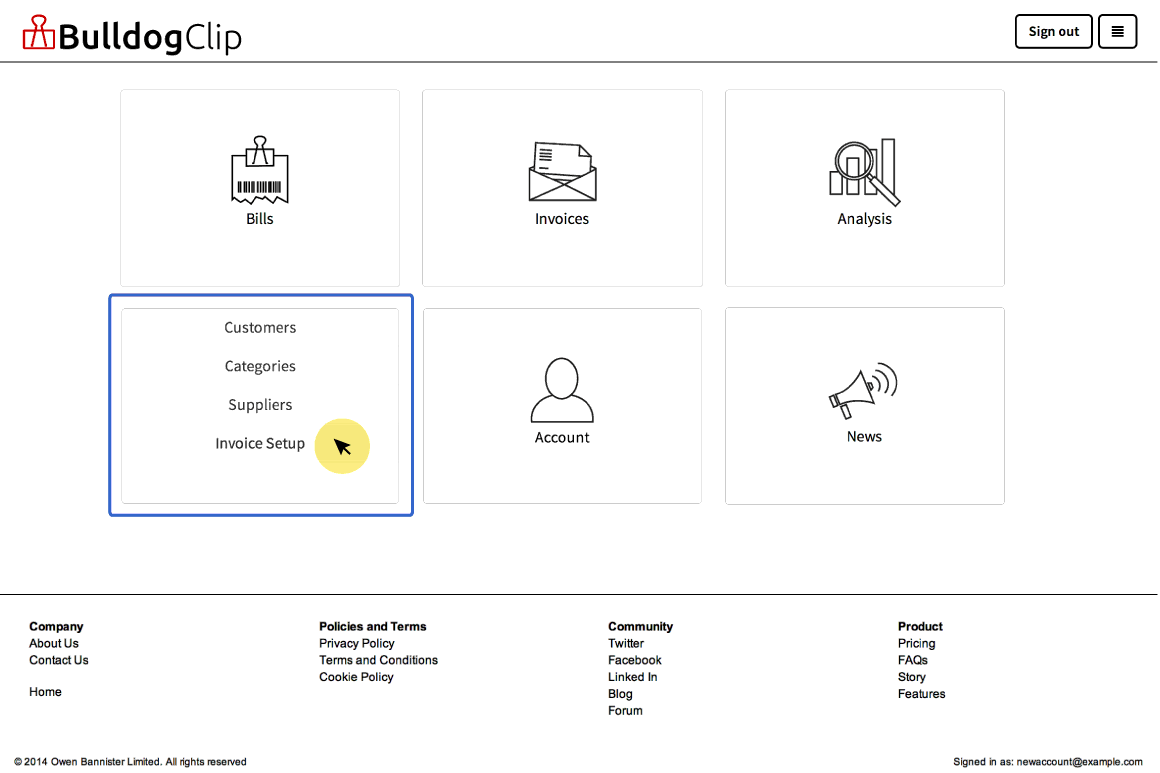 BulldogClip
Sign out
Bills
Invoices
Analysis
Customers
Categories
Suppliers
Invoice Setup
Account
News
Company
About Us
Contact Us
Home
Policies and Terms
Privacy Policy
Terms and Conditions
Cookie Policy
Community
Twitter
Facebook
Linked In
Blog
Forum
Product
Pricing
FAQs
Story
Features
© 2014 Owen Bannister Limited. All rights reserved
Signed in as: newaccount@example.com